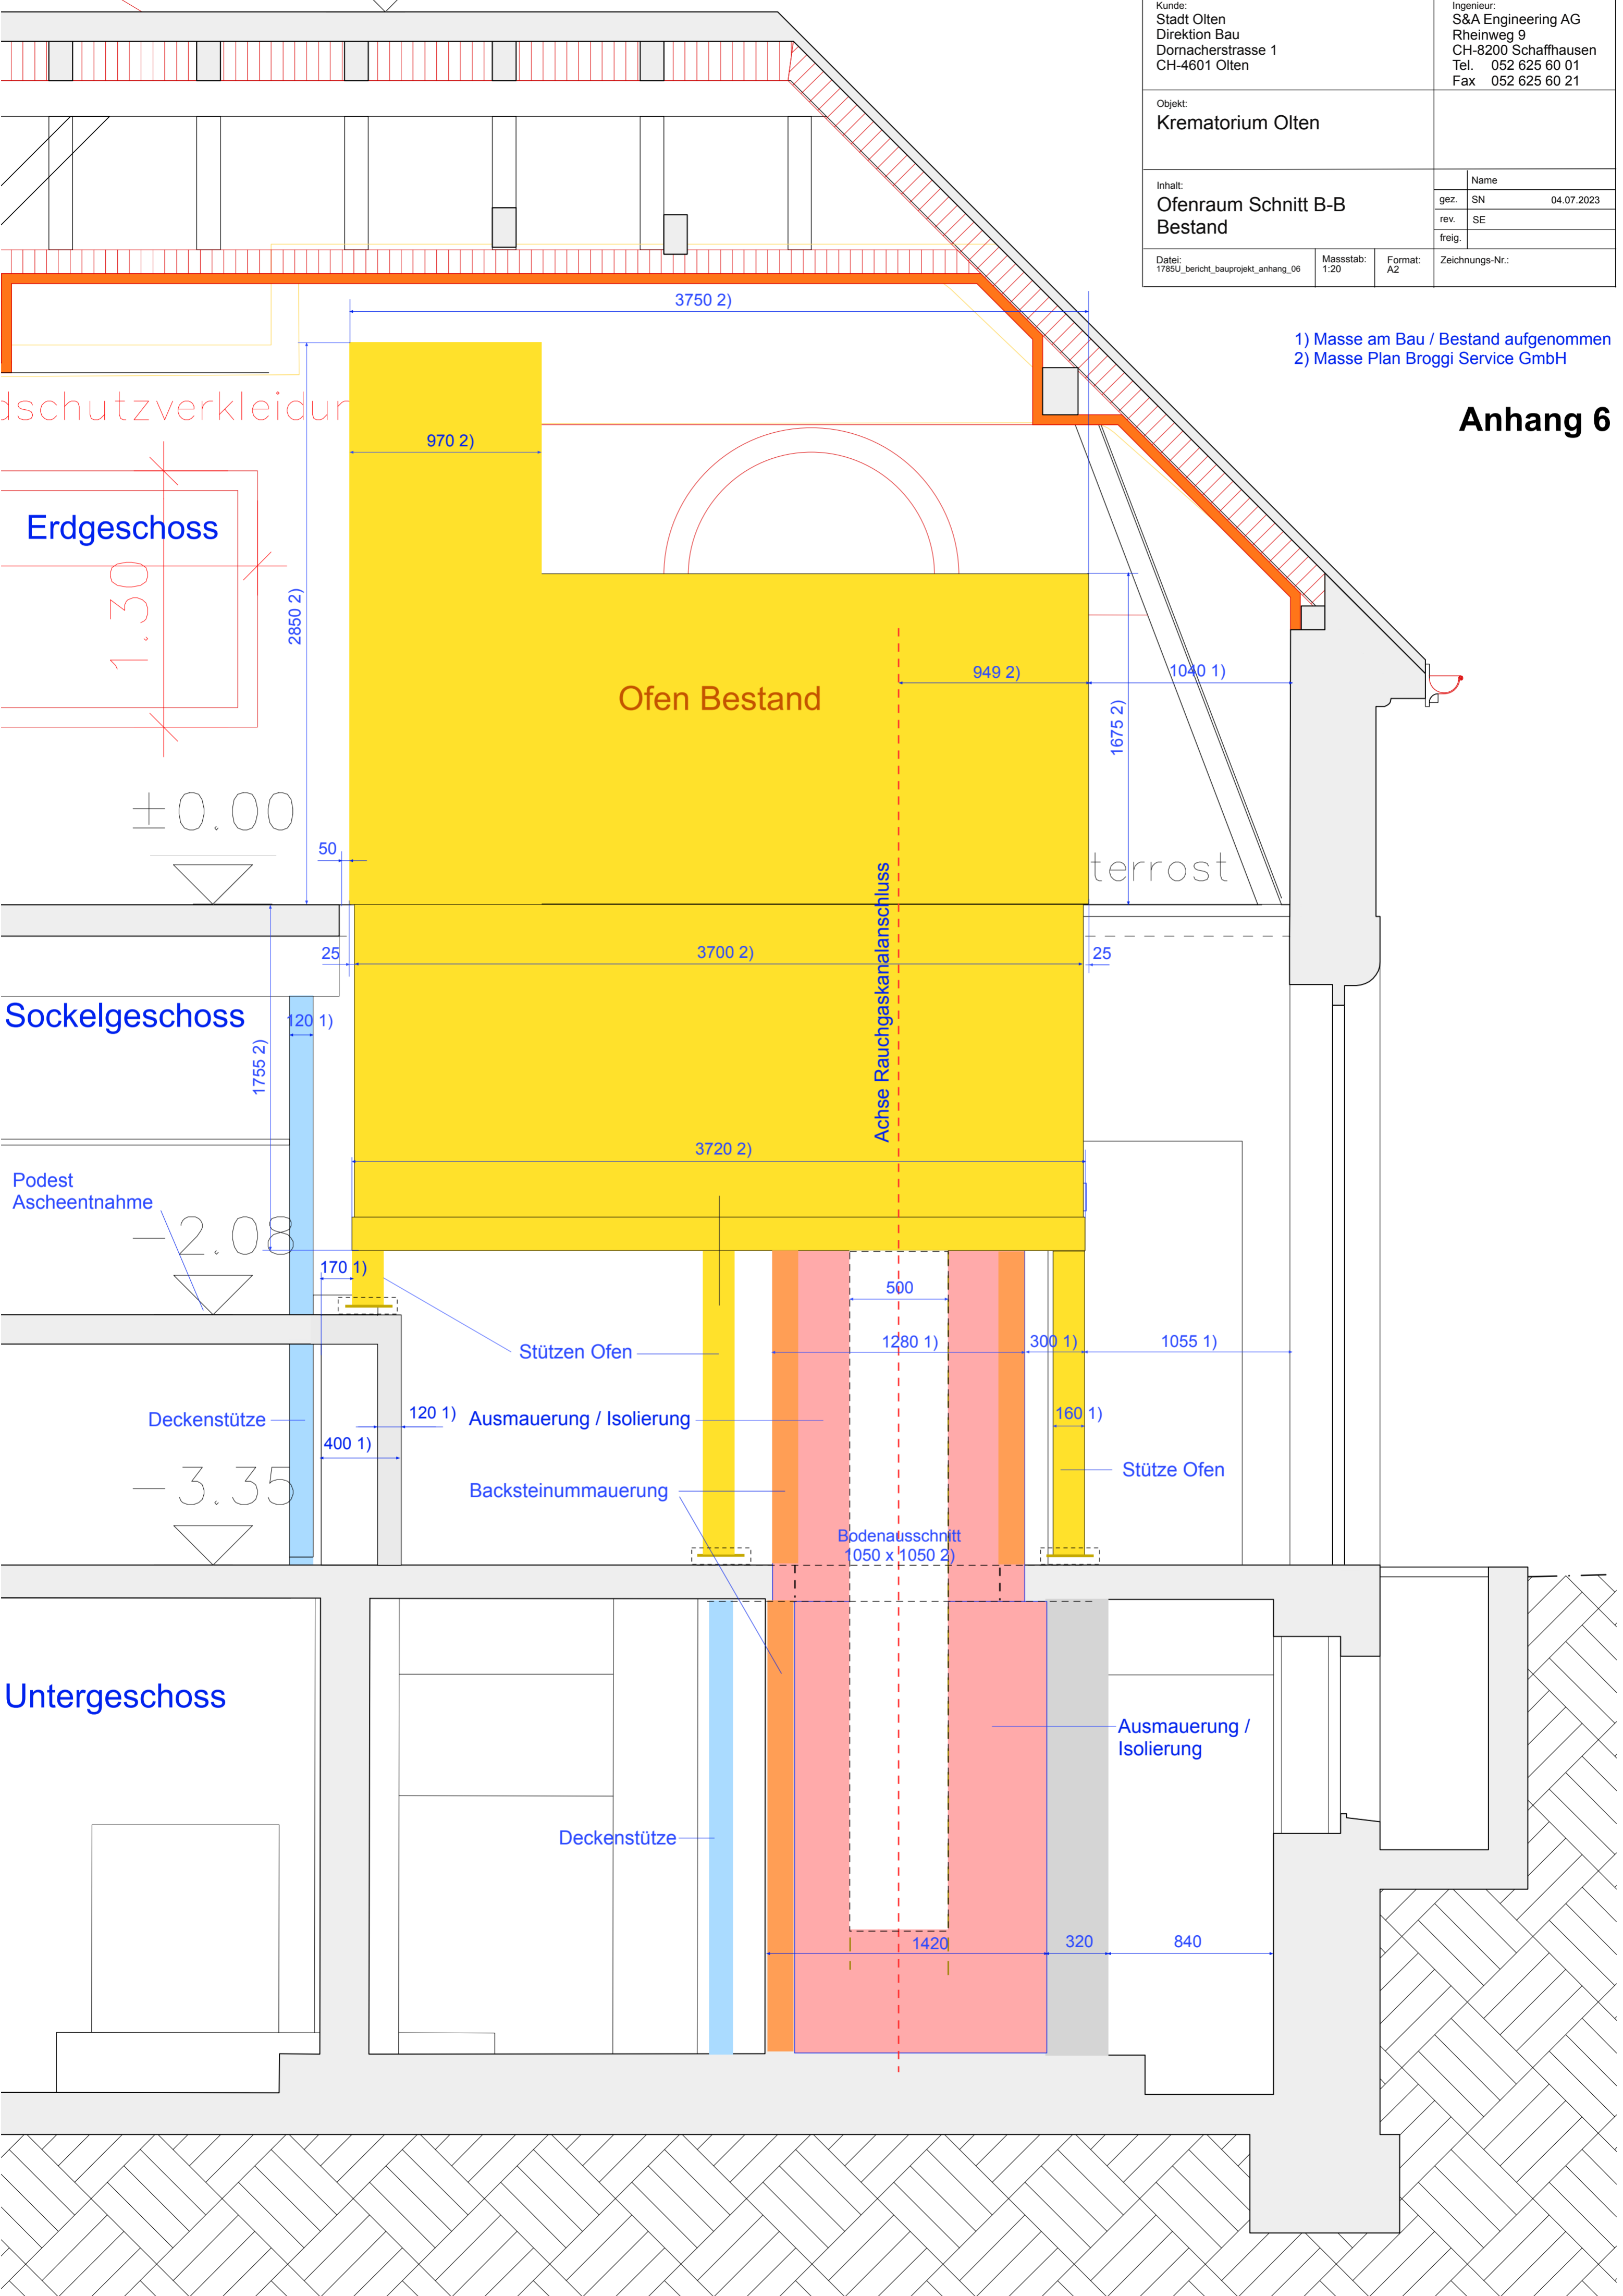 Kunde:
Stadt Olten
Direktion Bau
Dornacherstrasse 1
CH-4601 Olten
Ingenieur:
S&A Engineering AG
Rheinweg 9
CH-8200 Schaffhausen
Tel. 052 625 60 01
Fax 052 625 60 21
Objekt:
Krematorium Olten
Inhalt:
Ofenraum Schnitt B-B
Bestand
Name
gez. SN 04.07.2023
rev. SE
freig.
Datei:
1785U_bericht_bauprojekt_anhang_06
Massstab:
1:20
Format:
A2
Zeichnungs-Nr.:
1) Masse am Bau / Bestand aufgenommen
2) Masse Plan Broggi Service GmbH
Anhang 6
3750 2)
dschutzverkleidur
970 2)
Erdgeschoss
1.30
2850 2)
Ofen Bestand
949 2)
1040 1)
1675 2)
±0.00
50
terrost
Achse Rauchgaskanalanschluss
25
3700 2)
25
Sockelgeschoss
120 1)
1755 2)
3720 2)
Podest
Ascheentnahme
-2.08
170 1)
500
Stützen Ofen
1280 1)
300 1)
1055 1)
Deckenstütze
120 1)
Ausmauerung / Isolierung
160 1)
400 1)
Stütze Ofen
-3.35
Backsteinummauerung
Bodenausschnitt
1050 x 1050 2)
Untergeschoss
Ausmauerung /
Isolierung
Deckenstütze
1420
320
840